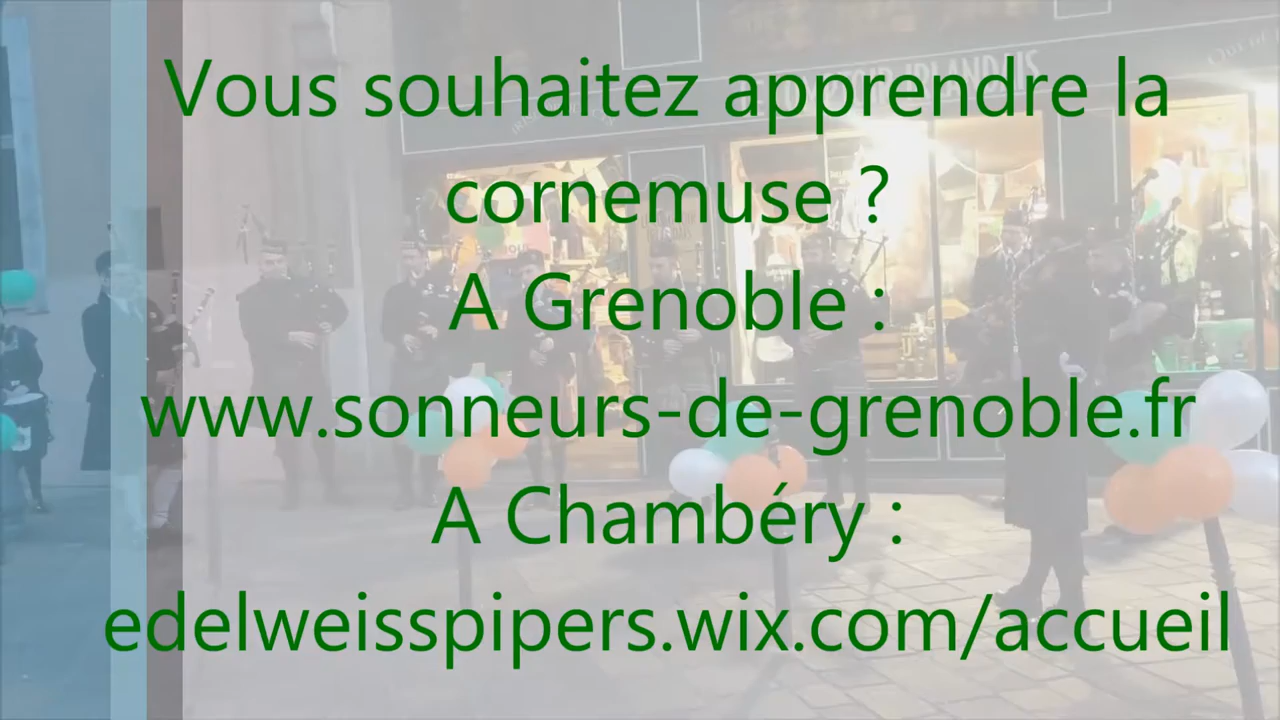 Vous souhaitez apprendre la
cornemuse ?
A Grenoble :
www.sonneurs-de-grenoble.fr
A Chambéry :
edelweisspipers.wix.com/accueil